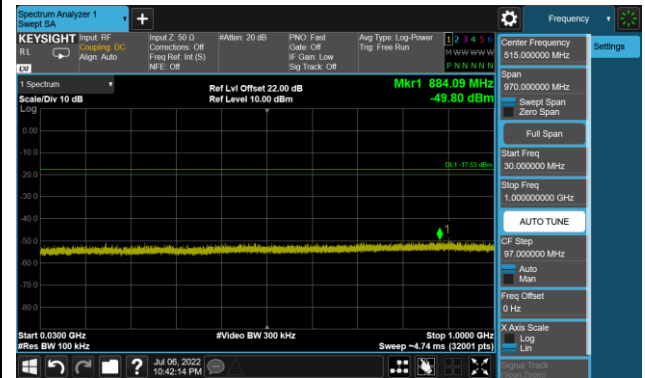 Spectrum Analyzer 1
Swept SA
Frequency
KEYSIGHT
RL
LXI
Input: RF
Coupling: DC
Align: Auto
Input Z: 50 Ω
Corrections: Off
Freq Ref: Int (S)
NFE: Off
#Atten: 20 dB
PNO: Fast
Gate: Off
IF Gain: Low
Sig Track: Off
Avg Type: Log-Power
Trig: Free Run
1 2 3 4 5 6
M W W W W W
P N N N N N
1 Spectrum
Scale/Div 10 dB
Log
Ref Lvl Offset 22.00 dB
Ref Level 10.00 dBm
Mkr1 884.09 MHz
-49.80 dBm
0.00
-10.0
-20.0
-30.0
-40.0
-50.0
-60.0
-70.0
-80.0
DL1 -17.53 dBm
1
Start 0.0300 GHz
#Res BW 100 kHz
#Video BW 300 kHz
Stop 1.0000 GHz
Sweep ~4.74 ms (32001 pts)
Center Frequency
515.000000 MHz
Settings
Span
970.000000 MHz
Swept Span
Zero Span
Full Span
Start Freq
30.000000 MHz
Stop Freq
1.000000000 GHz
AUTO TUNE
CF Step
97.000000 MHz
Auto
Man
Freq Offset
0 Hz
X Axis Scale
Log
Lin
Signal Track
(Span Zoom)
Jul 06, 2022
10:42:14 PM